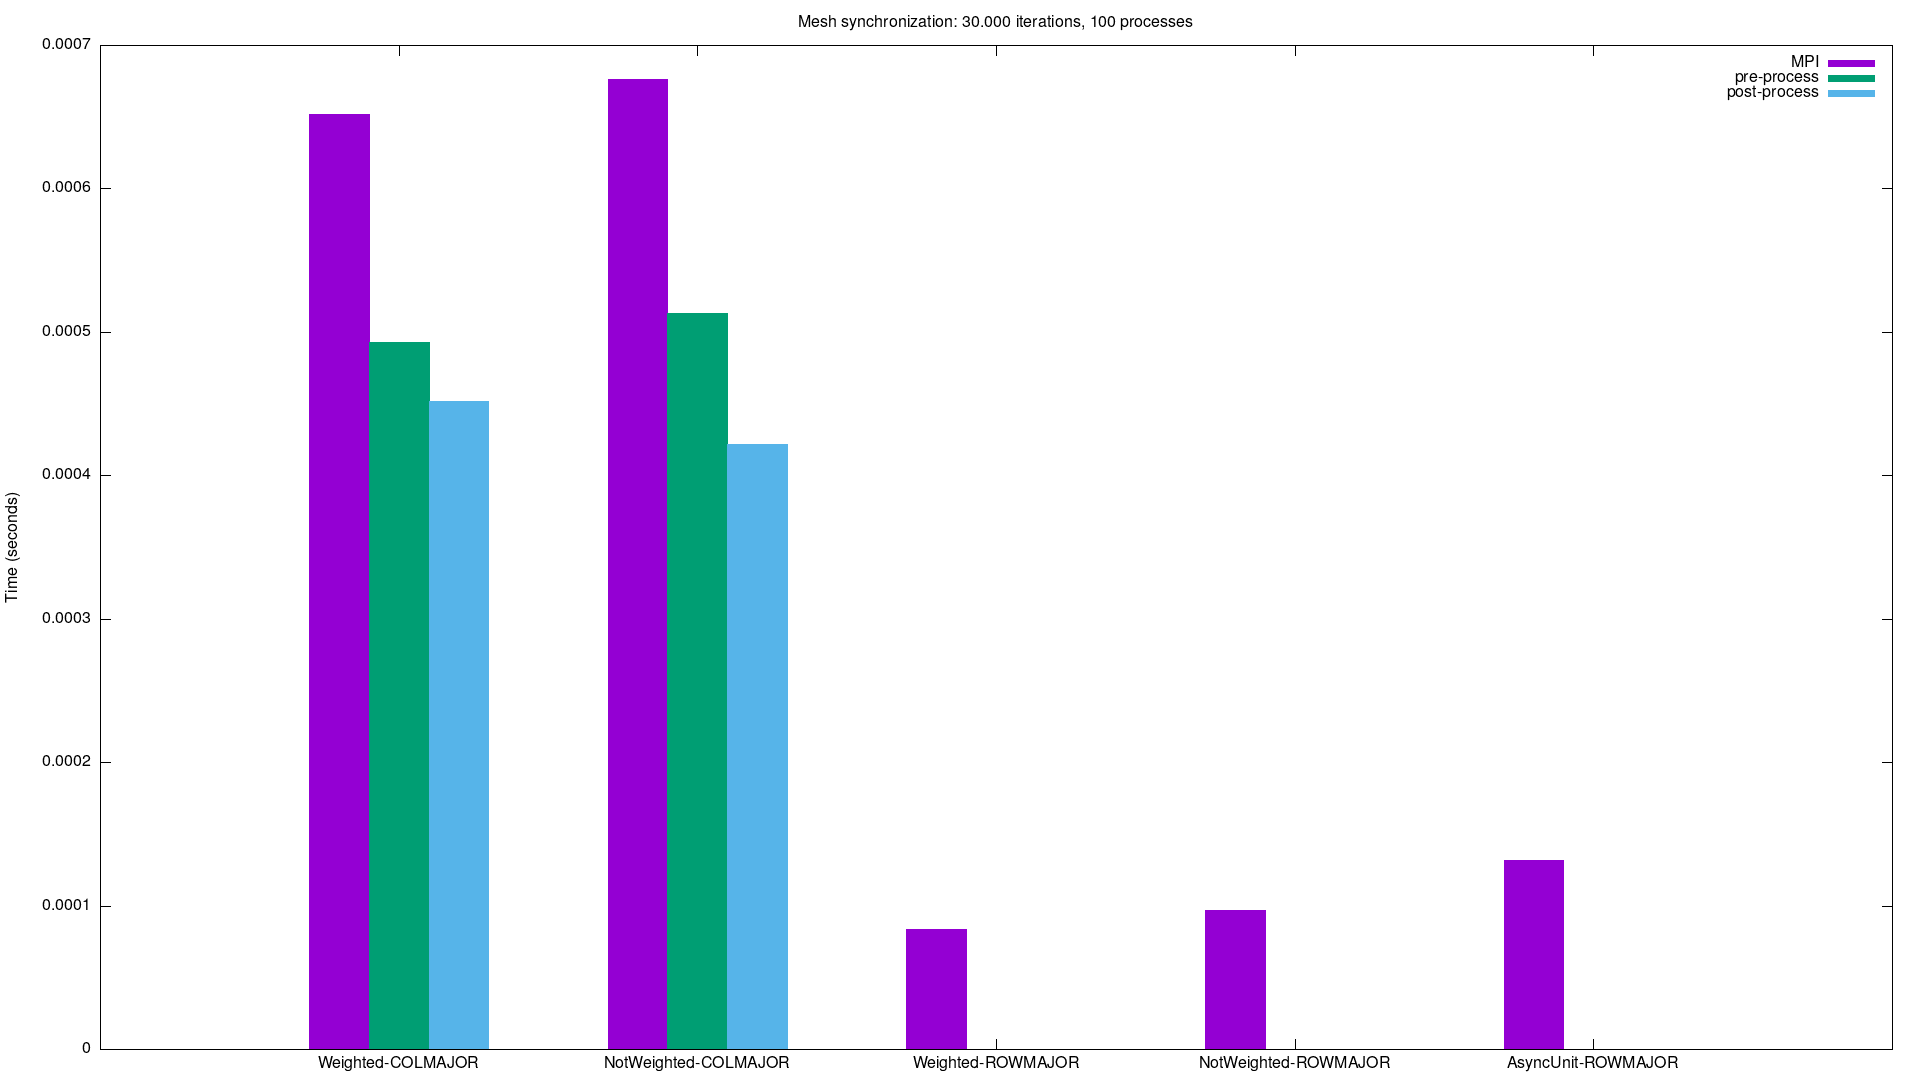 Mesh synchronization: 30.000 iterations, 100 processes
MPI
pre-process
post-process
0.0007
0.0006
0.0005
0.0004
0.0003
0.0002
0.0001
0
Time (seconds)
Weighted-COLMAJOR
NotWeighted-COLMAJOR
Weighted-ROWMAJOR
NotWeighted-ROWMAJOR
AsyncUnit-ROWMAJOR